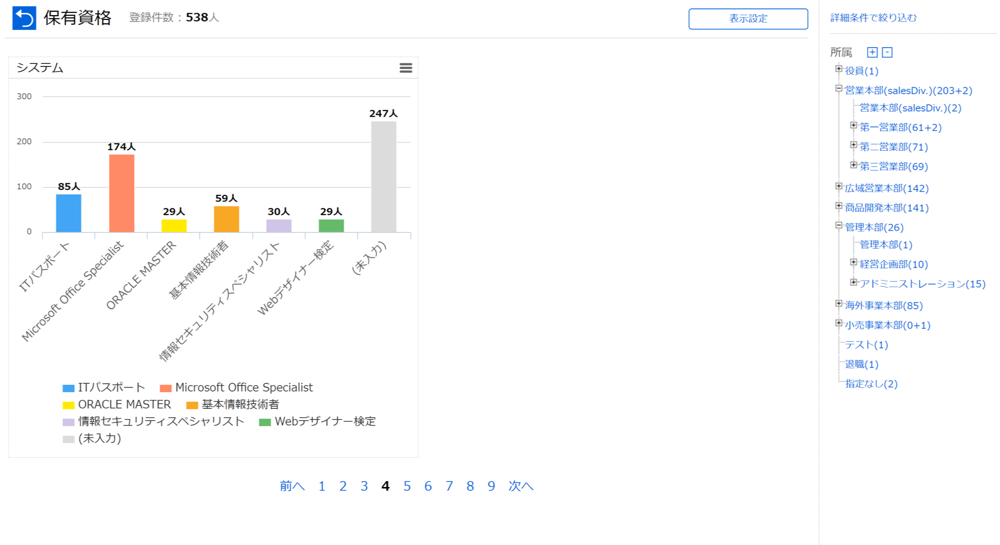 保有資格 登録件数：538人 表示設定
システム
300
200
100
0
85人
174人
29人
59人
30人
29人
247人
ITパスポート
Microsoft Office Specialist
ORACLE MASTER
基本情報技術者
情報セキュリティスペシャリスト
Webデザイナー検定
(未入力)
ITパスポート Microsoft Office Specialist
ORACLE MASTER 基本情報技術者
情報セキュリティスペシャリスト Webデザイナー検定
(未入力)
前へ 1 2 3 4 5 6 7 8 9 次へ
詳細条件で絞り込む
所属 + -
役員(1)
営業本部(salesDiv.)(203+2)
営業本部(salesDiv.)(2)
第一営業部(61+2)
第二営業部(71)
第三営業部(69)
広域営業本部(142)
商品開発本部(141)
管理本部(26)
管理本部(1)
経営企画部(10)
アドミニストレーション(15)
海外事業本部(85)
小売事業本部(0+1)
テスト(1)
退職(1)
指定なし(2)